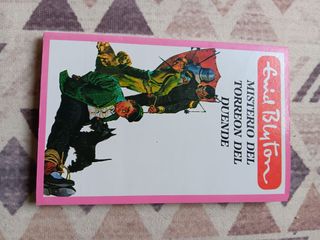 Enid Blyton
MISTERIO DEL
TORREÓN DEL
DUENDE